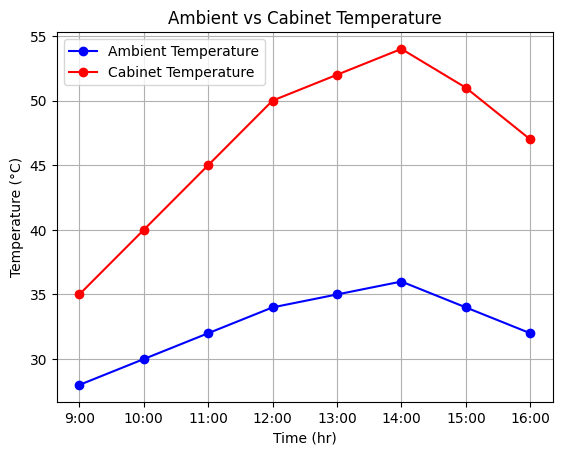 Ambient vs Cabinet Temperature
Ambient Temperature
Cabinet Temperature
Temperature (°C)
55
50
45
40
35
30
9:00 10:00 11:00 12:00 13:00 14:00 15:00 16:00
Time (hr)